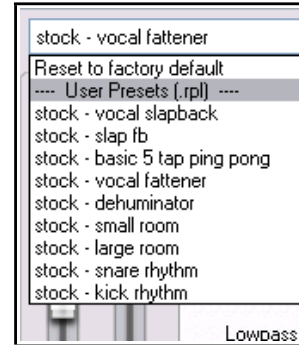 stock - vocal fattener
Reset to factory default
---- User Presets (.rpl) ----
stock - vocal slapback
stock - slap fb
stock - basic 5 tap ping pong
stock - vocal fattener
stock - dehuminator
stock - small room
stock - large room
stock - snare rhythm
stock - kick rhythm
Lowpass